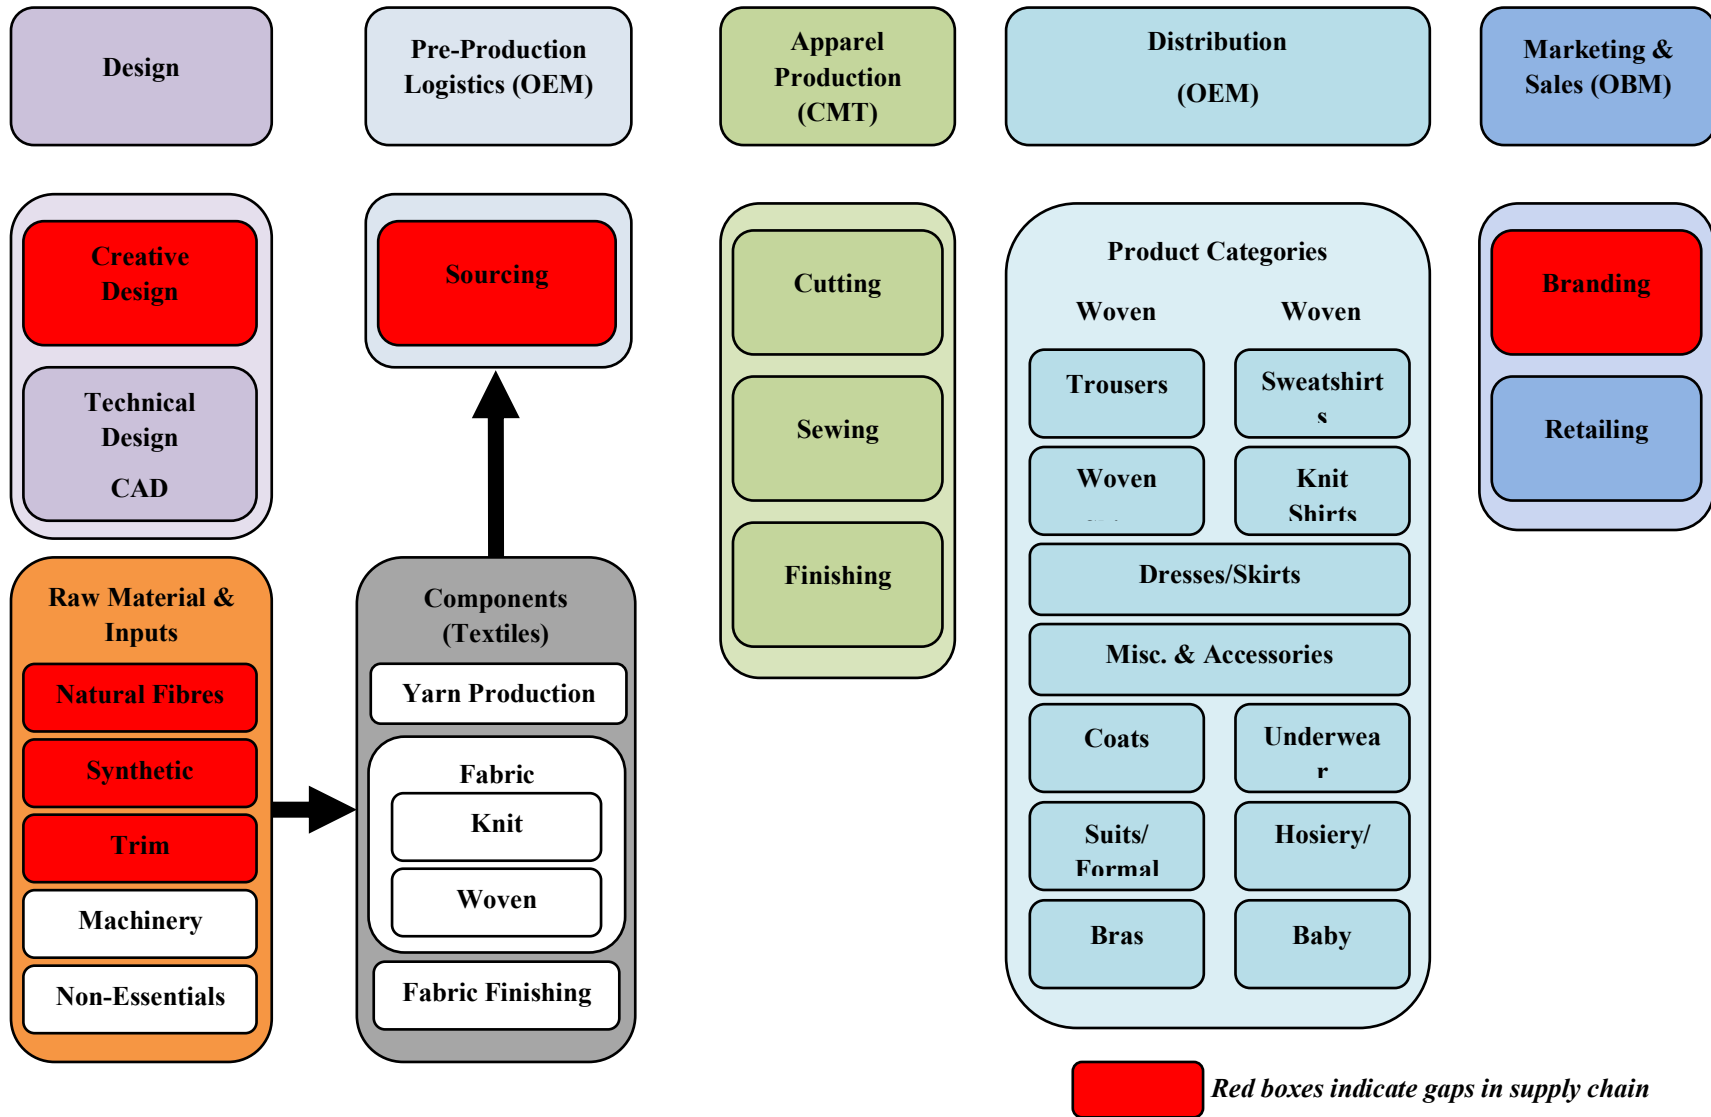 Design
Pre-Production
Logistics (OEM)
Apparel
Production
(CMT)
Distribution
(OEM)
Marketing &
Sales (OBM)
Creative
Design
Technical
Design
CAD
Sourcing
Cutting
Sewing
Finishing
Product Categories
Woven
Woven
Trousers
Sweatshirt
s
Woven
Knit
Shirts
Dresses/Skirts
Misc. & Accessories
Coats
Underwea
r
Suits/
Formal
Hosiery/
Bras
Baby
Branding
Retailing
Raw Material &
Inputs
Natural Fibres
Synthetic
Trim
Machinery
Non-Essentials
Components
(Textiles)
Yarn Production
Fabric
Knit
Woven
Fabric Finishing
Red boxes indicate gaps in supply chain